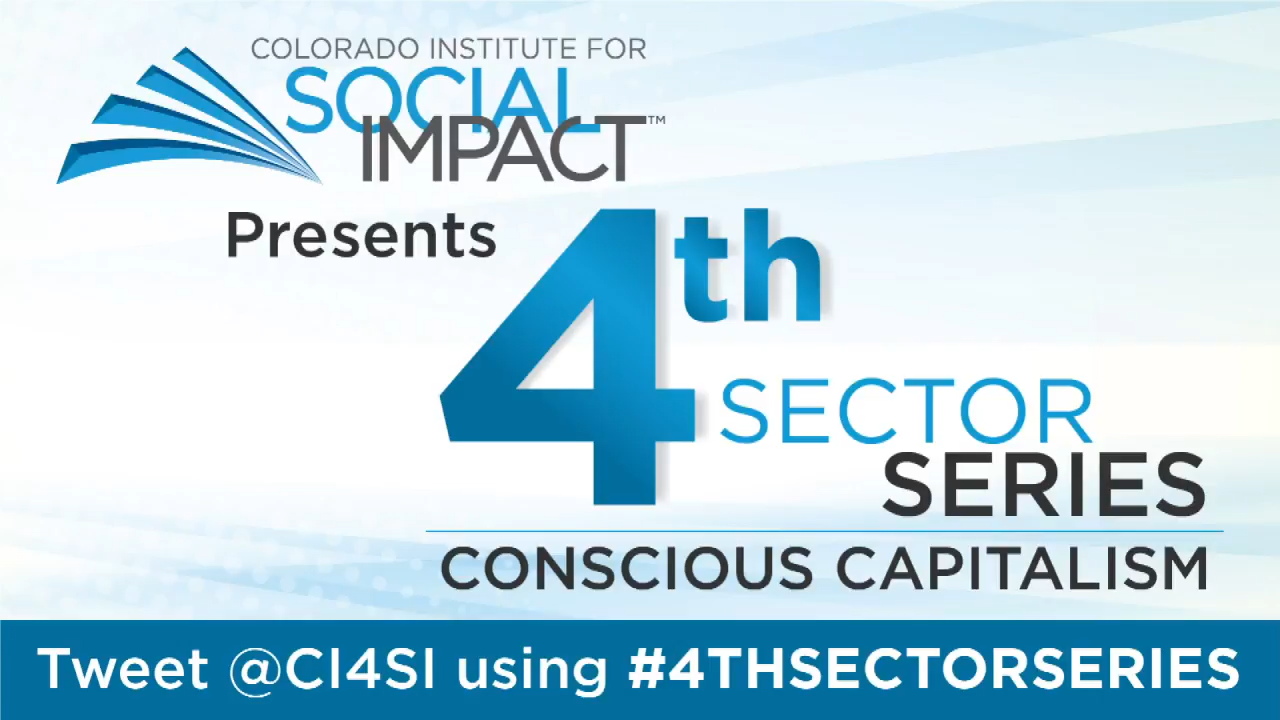 COLORADO INSTITUTE FOR
SOCIAL
IMPACT™
Presents
4th
SECTOR
SERIES
CONSCIOUS CAPITALISM
Tweet @CI4SI using #4THSECTORSERIES